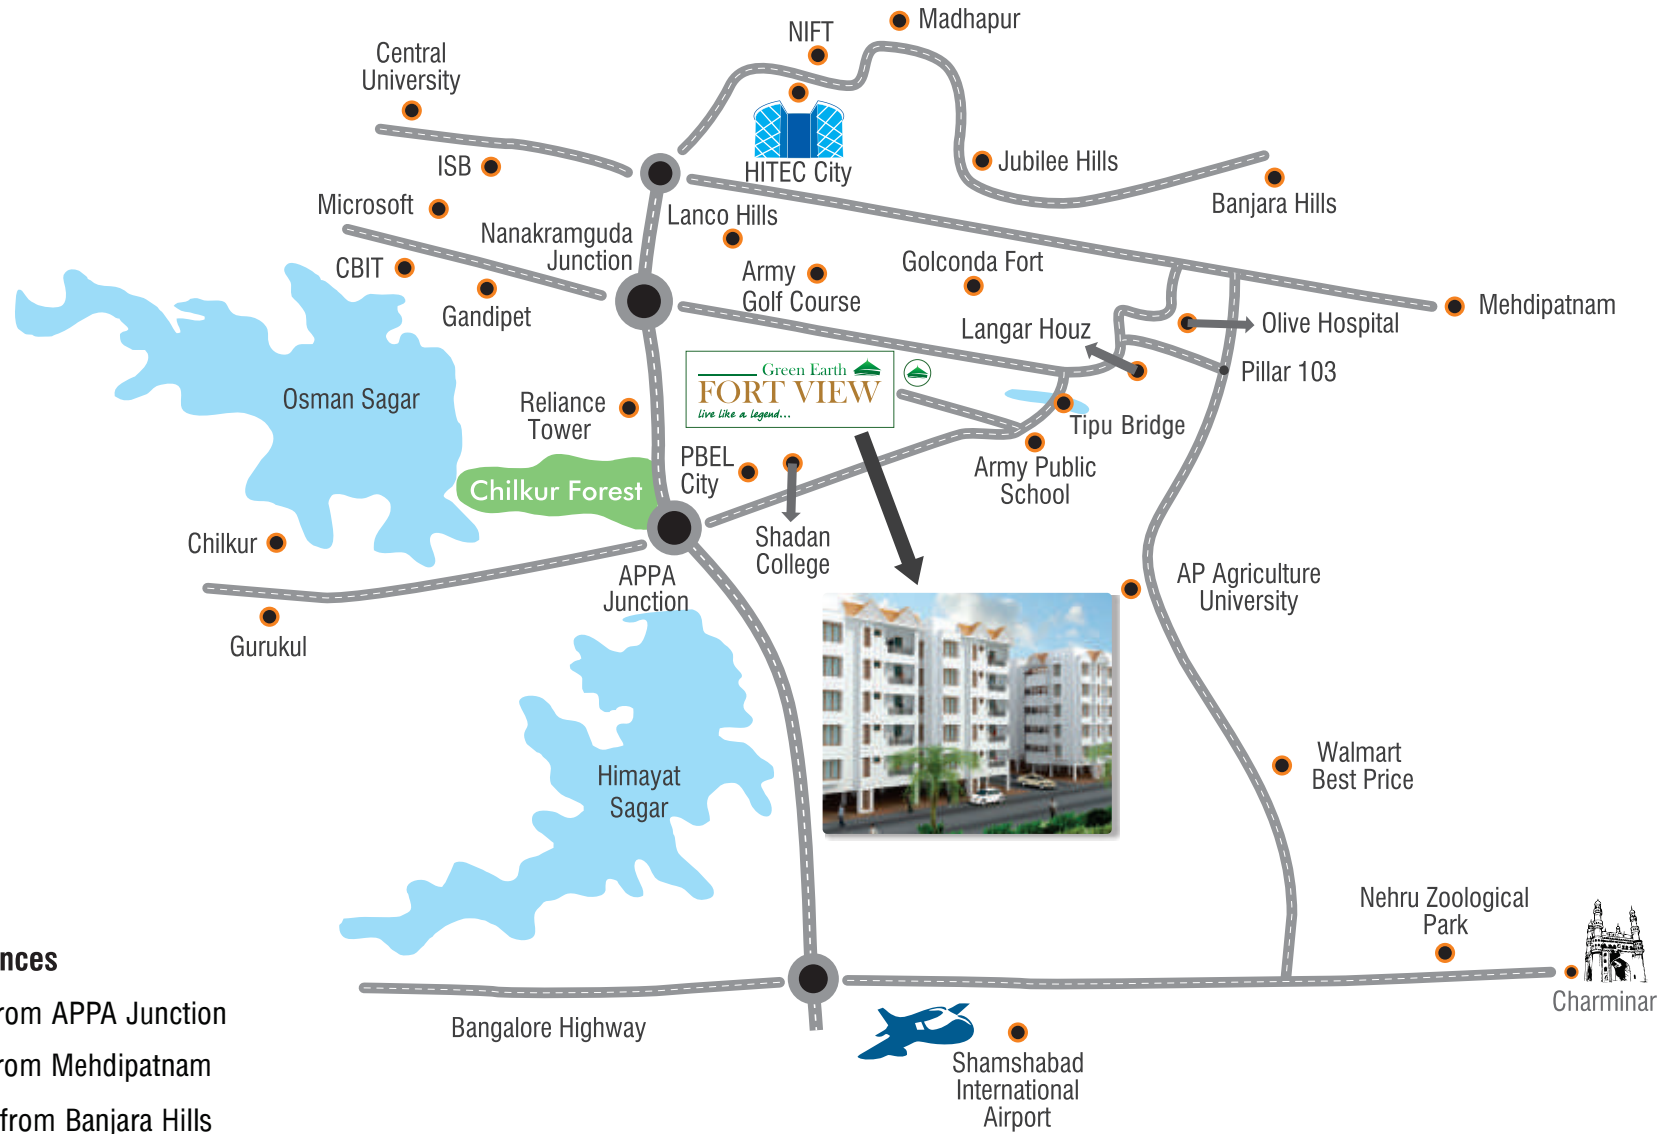 Madhapur
NIFT
Central
University
ISB
HITEC City
Jubilee Hills
Banjara Hills
Microsoft
Lanco Hills
Nanakramguda
Junction
CBIT
Gandipet
Army
Golf Course
Golconda Fort
Langar Houz
Olive Hospital
Mehdipatnam
Pillar 103
Osman Sagar
Green Earth
FORT VIEW
live like a legend...
Reliance
Tower
Tipu Bridge
PBEL
City
Army Public
School
Chilkur Forest
Chilkur
Shadan
College
APPA
Junction
AP Agriculture
University
Gurukul
Himayat
Sagar
Walmart
Best Price
Nehru Zoological
Park
Charminar
Bangalore Highway
Shamshabad
International
Airport
nces
rom APPA Junction
rom Mehdipatnam
from Banjara Hills